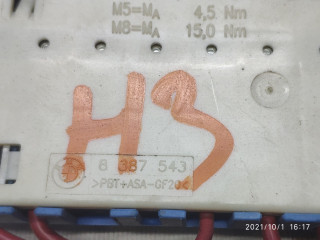 M5=MA 4,5 Nm
M8=MA 15,0 Nm
H3
8 387 543
>PBT+ASA-GF20<
2021/10/1 16:17